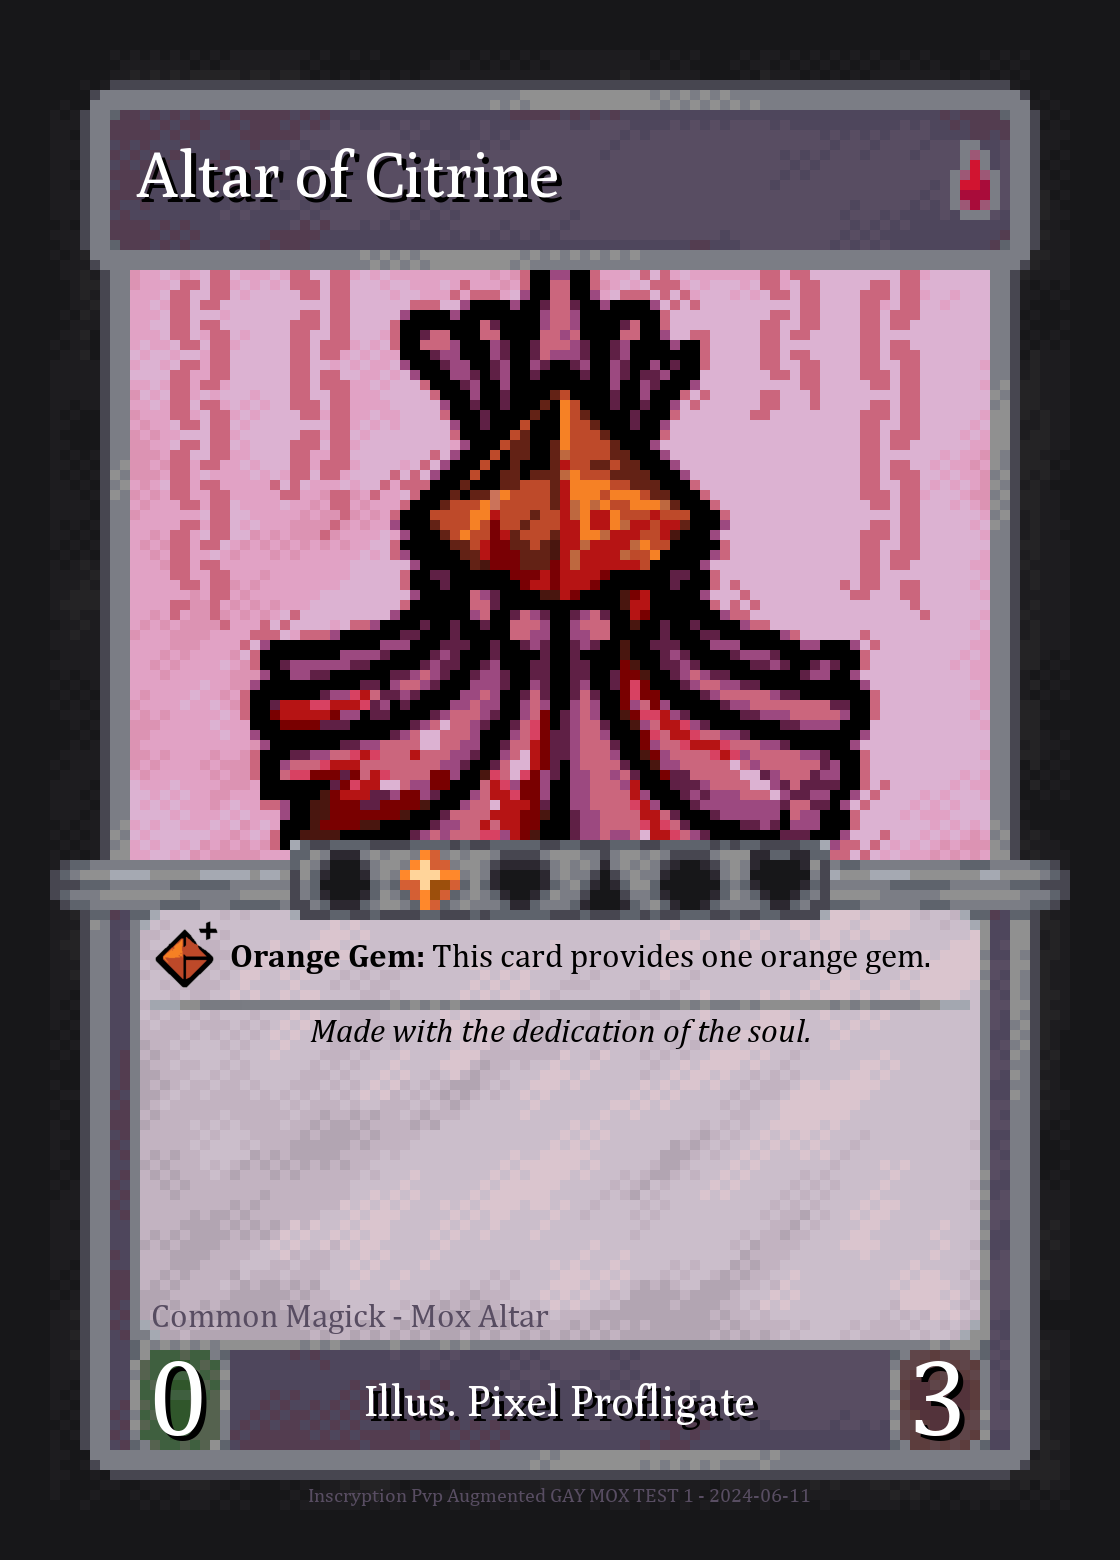 Altar of Citrine
Orange Gem: This card provides one orange gem.
Made with the dedication of the soul.
Common Magick - Mox Altar
0
Illus. Pixel Profligate
3
Inscryption Pvp Augmented GAY MOX TEST 1 - 2024-06-11